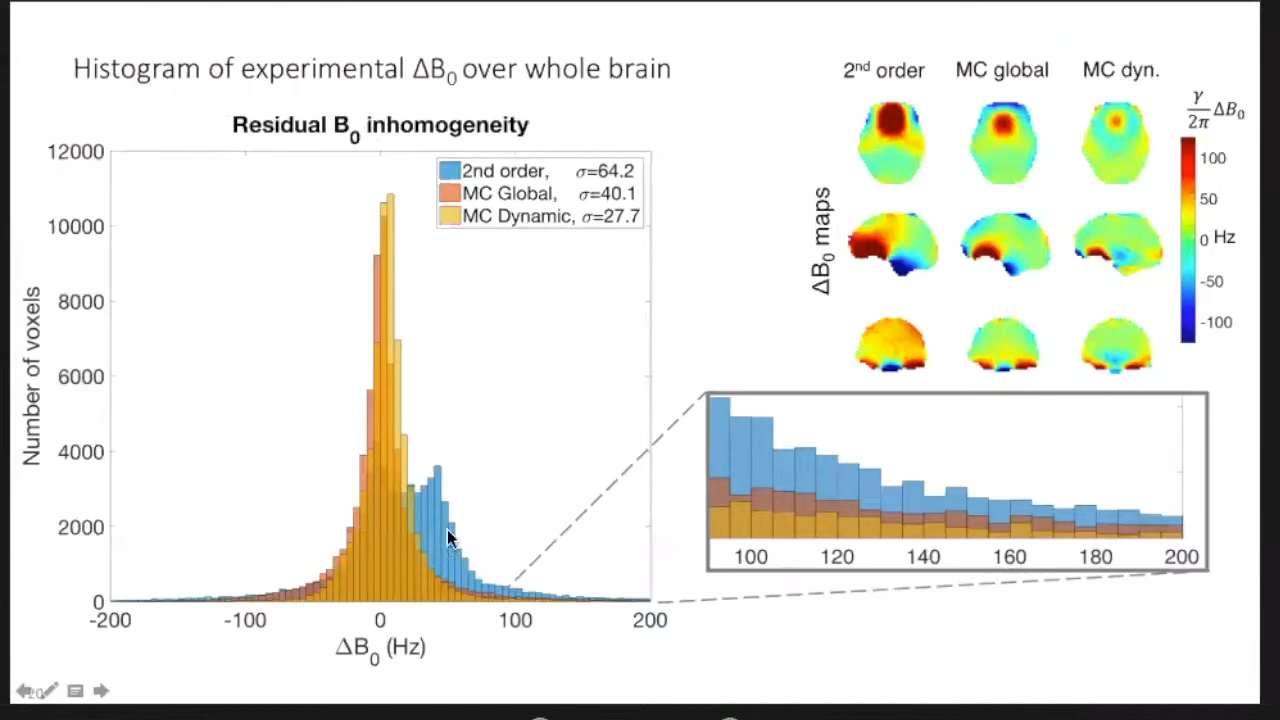 Histogram of experimental ΔB₀ over whole brain
Residual B₀ inhomogeneity
12000
10000
8000
6000
4000
2000
0
Number of voxels
-200
-100
0
100
200
ΔB₀ (Hz)
2nd order, σ=64.2
MC Global, σ=40.1
MC Dynamic, σ=27.7
2nd order MC global MC dyn.
γ/2π ΔB₀
100
50
0 Hz
-50
-100
ΔB₀ maps
100 120 140 160 180 200
20